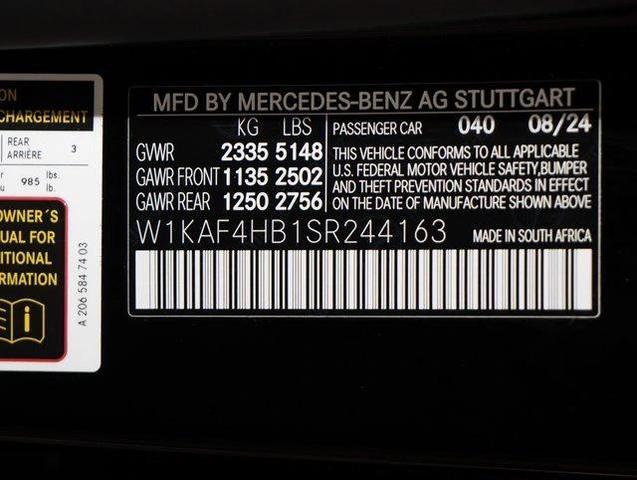 ON
CHARGEMENT
REAR
ARRIÈRE 3
985 lbs.
lb.
OWNER´S
UAL FOR
ITIONAL
RMATION
i
A 206 584 74 03
MFD BY MERCEDES-BENZ AG STUTTGART
KG LBS
GVWR 2335 5148
GAWR FRONT 1135 2502
GAWR REAR 1250 2756
PASSENGER CAR 040 08/24
THIS VEHICLE CONFORMS TO ALL APPLICABLE
U.S. FEDERAL MOTOR VEHICLE SAFETY,BUMPER
AND THEFT PREVENTION STANDARDS IN EFFECT
ON THE DATE OF MANUFACTURE SHOWN ABOVE
W1KAF4HB1SR244163 MADE IN SOUTH AFRICA